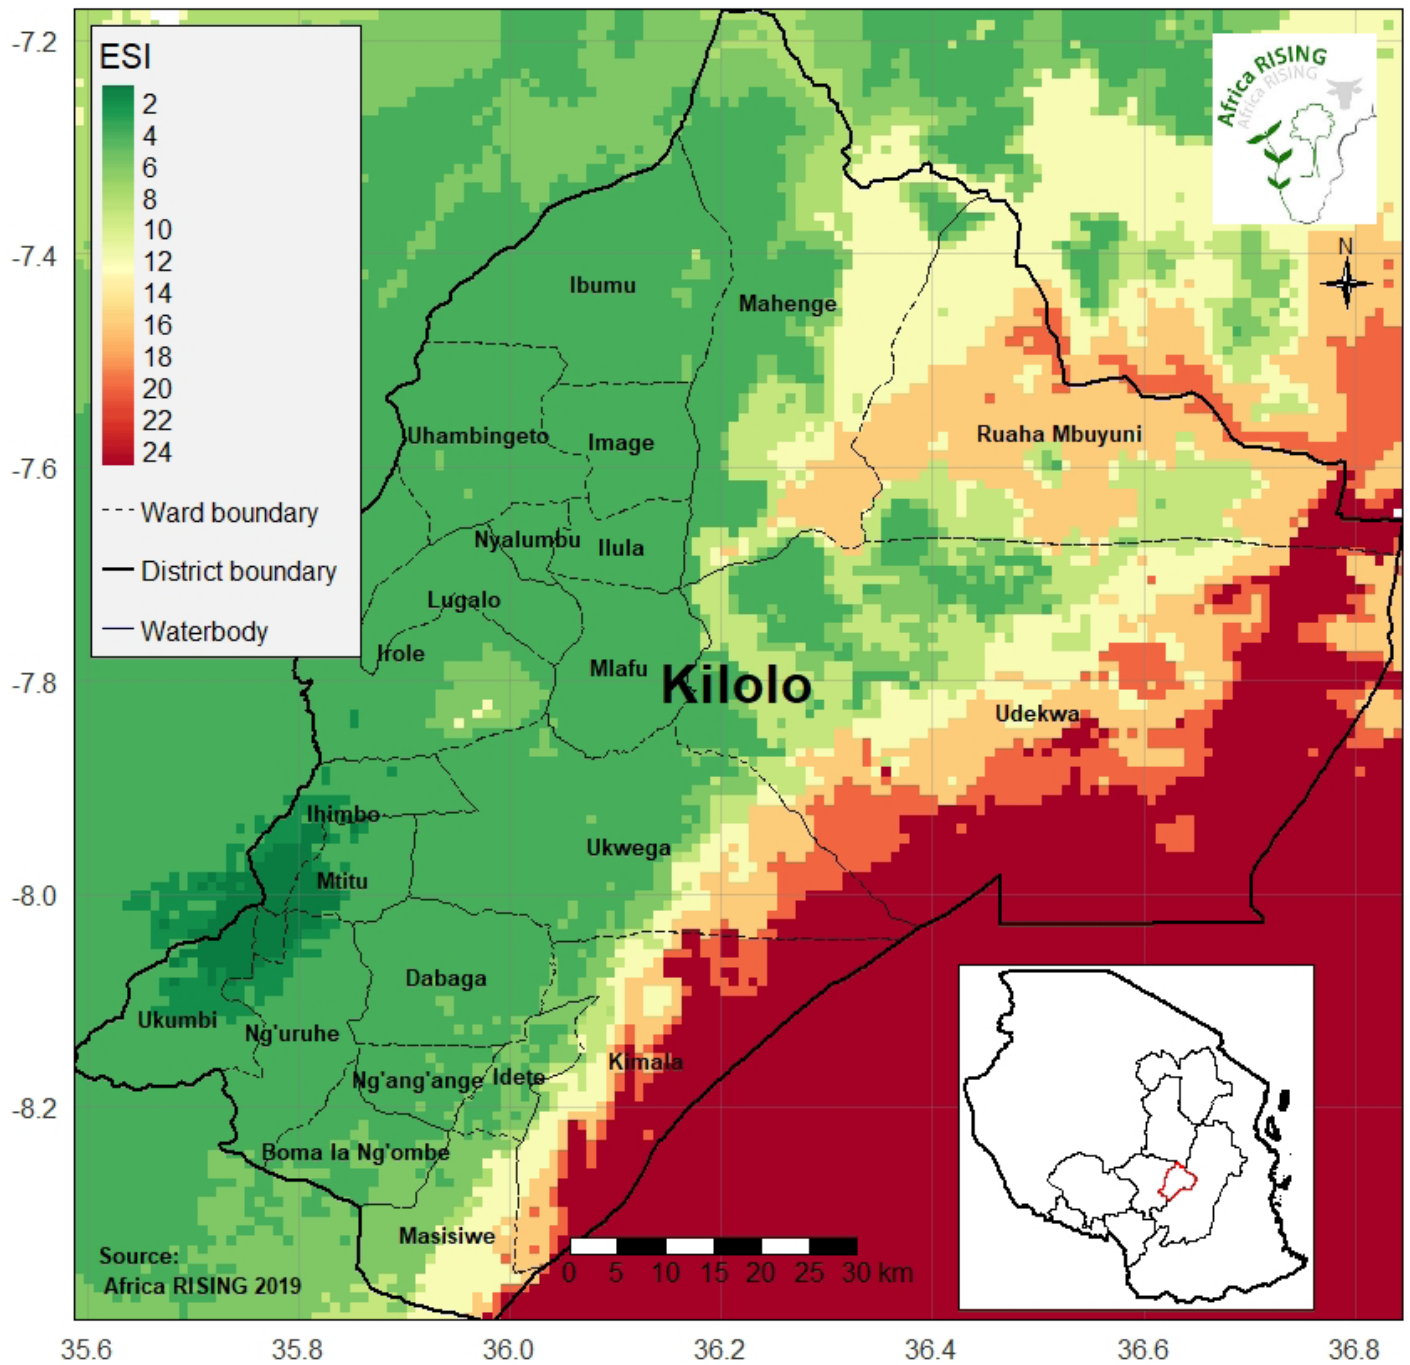 ESI
2
4
6
8
10
12
14
16
18
20
22
24
Ward boundary
District boundary
Waterbody
Africa RISING
Africa RISING
N
-7.2
-7.4
-7.6
-7.8
-8.0
-8.2
Ibumu
Mahenge
Uhambingeto
Image
Ruaha Mbuyuni
Nyalumbu
Ilula
Lugalo
Irole
Mlafu
Kilolo
Udekwa
Ihimbo
Ukwega
Mtitu
Dabaga
Ukumbi
Ng'uruhe
Kimala
Ng'ang'ange
Idete
Boma la Ng'ombe
Masisiwe
Source:
Africa RISING 2019
0 5 10 15 20 25 30 km
35.6 35.8 36.0 36.2 36.4 36.6 36.8